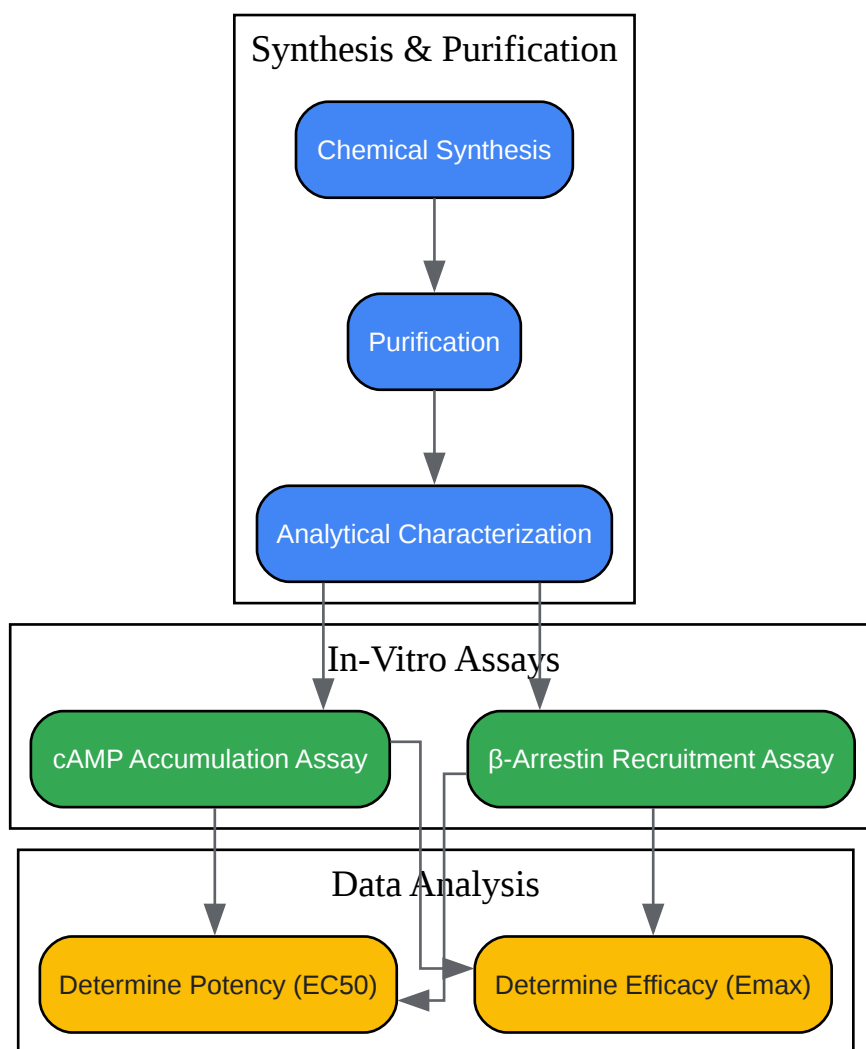 Synthesis & Purification
Chemical Synthesis
Purification
Analytical Characterization
In-Vitro Assays
cAMP Accumulation Assay
β-Arrestin Recruitment Assay
Data Analysis
Determine Potency (EC50)
Determine Efficacy (Emax)